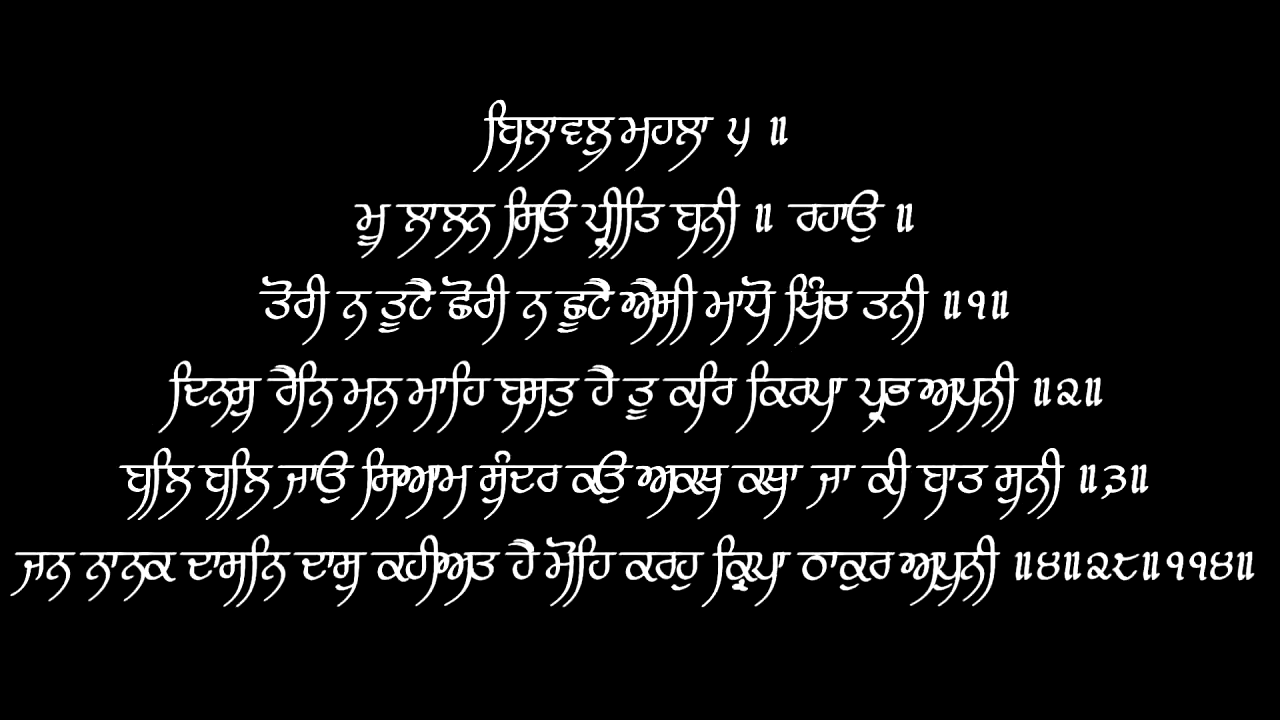 ਬਿਲਾਵਲੁ ਮਹਲਾ ੫ ॥
ਮੂ ਲਾਲਨ ਸਿਉ ਪ੍ਰੀਤਿ ਬਨੀ ॥ ਰਹਾਉ ॥
ਤੋਰੀ ਨ ਤੂਟੈ ਛੋਰੀ ਨ ਛੂਟੈ ਐਸੀ ਮਾਧੋ ਖਿੰਚ ਤਨੀ ॥੧॥
ਦਿਨਸੁ ਰੈਨਿ ਮਨ ਮਾਹਿ ਬਸਤੁ ਹੈ ਤੂ ਕਰਿ ਕਿਰਪਾ ਪ੍ਰਭ ਅਪਨੀ ॥੨॥
ਬਲਿ ਬਲਿ ਜਾਉ ਸਿਆਮ ਸੁੰਦਰ ਕਉ ਅਕਥ ਕਥਾ ਜਾ ਕੀ ਬਾਤ ਸੁਨੀ ॥੩॥
ਜਨ ਨਾਨਕ ਦਾਸਨਿ ਦਾਸੁ ਕਹੀਅਤ ਹੈ ਮੋਹਿ ਕਰਹੁ ਕ੍ਰਿਪਾ ਠਾਕੁਰ ਅਪੁਨੀ ॥੪॥੨੮॥੧੧੪॥